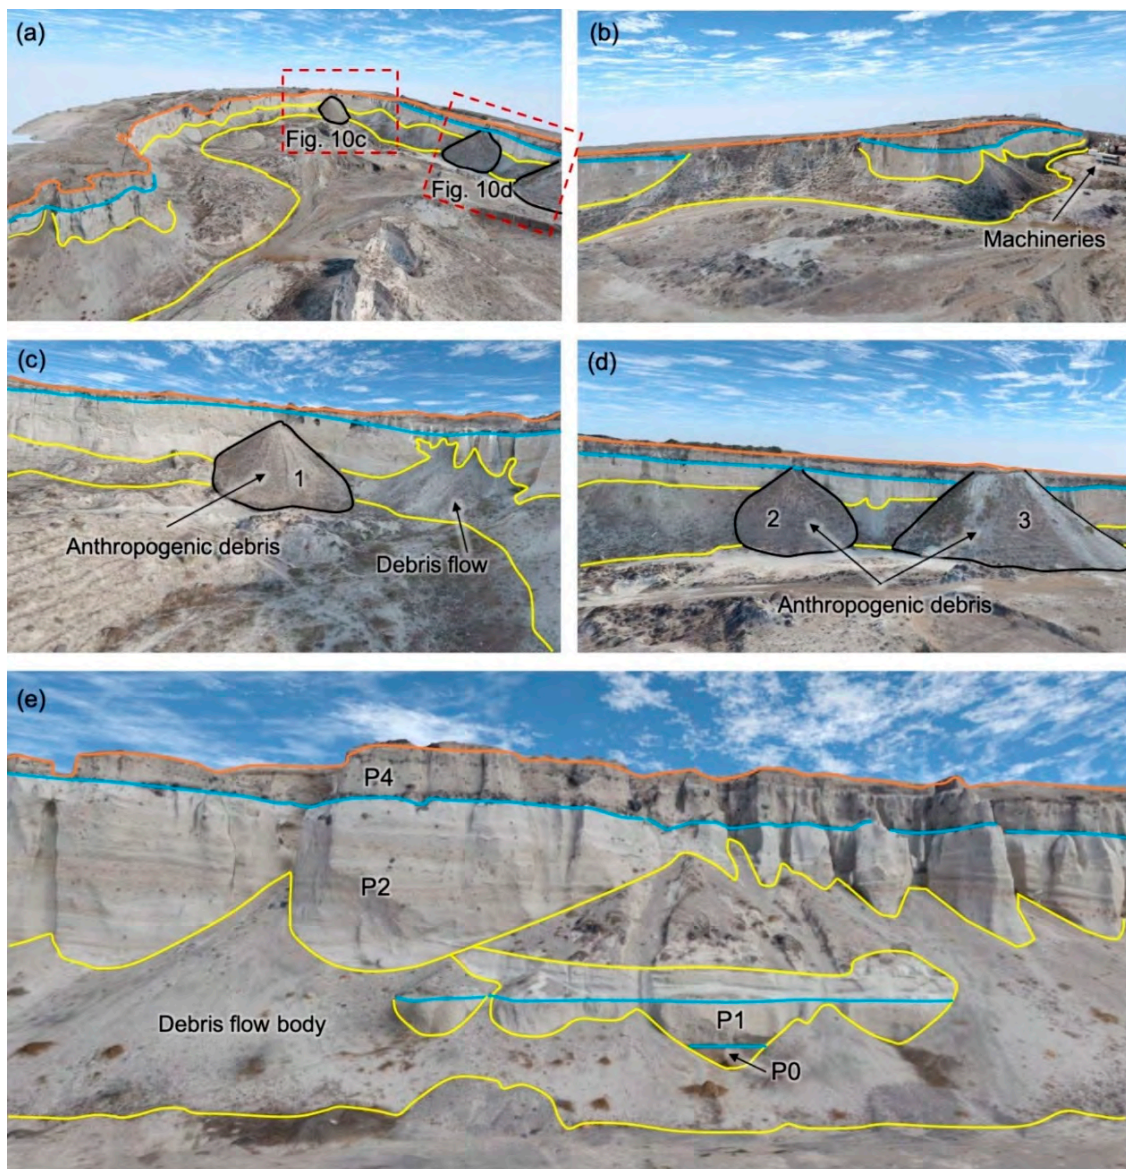 (a)
Fig. 10c
Fig. 10d
(b)
Machineries
(c)
1
Anthropogenic debris
Debris flow
(d)
2
3
Anthropogenic debris
(e)
P4
P2
Debris flow body
P1
P0